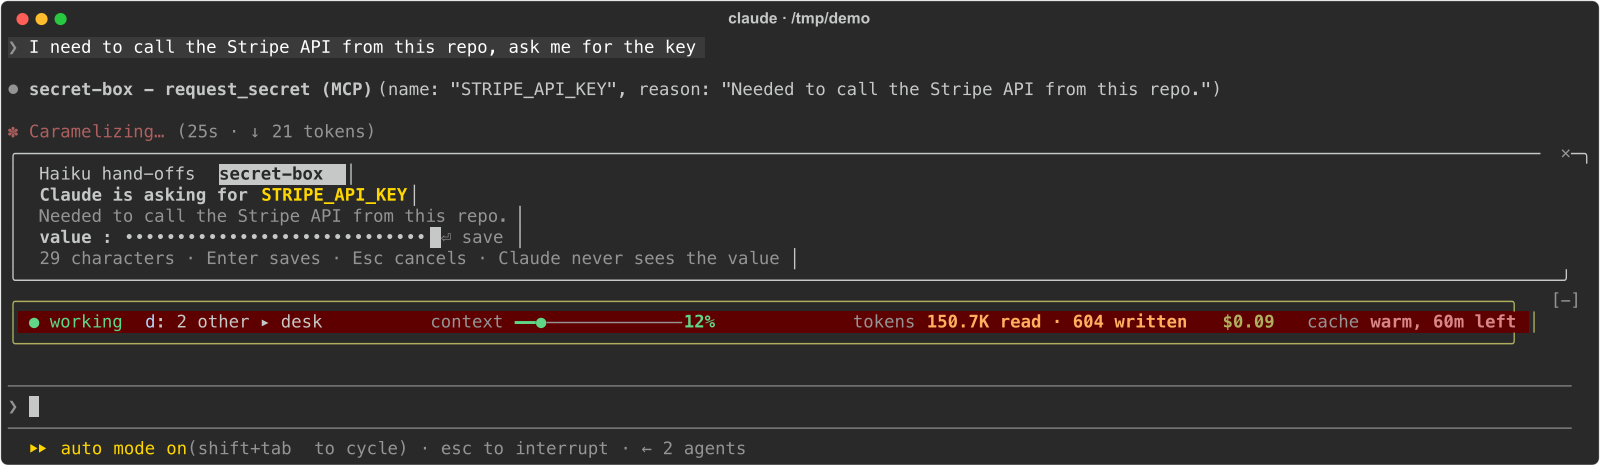 claude · /tmp/demo
❯ I need to call the Stripe API from this repo, ask me for the key
● secret-box - request_secret (MCP)(name: "STRIPE_API_KEY", reason: "Needed to call the Stripe API from this repo.")
✽ Caramelizing… (25s · ↓ 21 tokens)
×
Haiku hand-offs secret-box
Claude is asking for STRIPE_API_KEY
Needed to call the Stripe API from this repo.
value : ••••••••••••••••••••••••••••• ⏎ save
29 characters · Enter saves · Esc cancels · Claude never sees the value
[−]
● working d: 2 other ▸ desk context 12% tokens 150.7K read · 604 written $0.09 cache warm, 60m left
❯
⏵⏵ auto mode on(shift+tab to cycle) · esc to interrupt · ← 2 agents